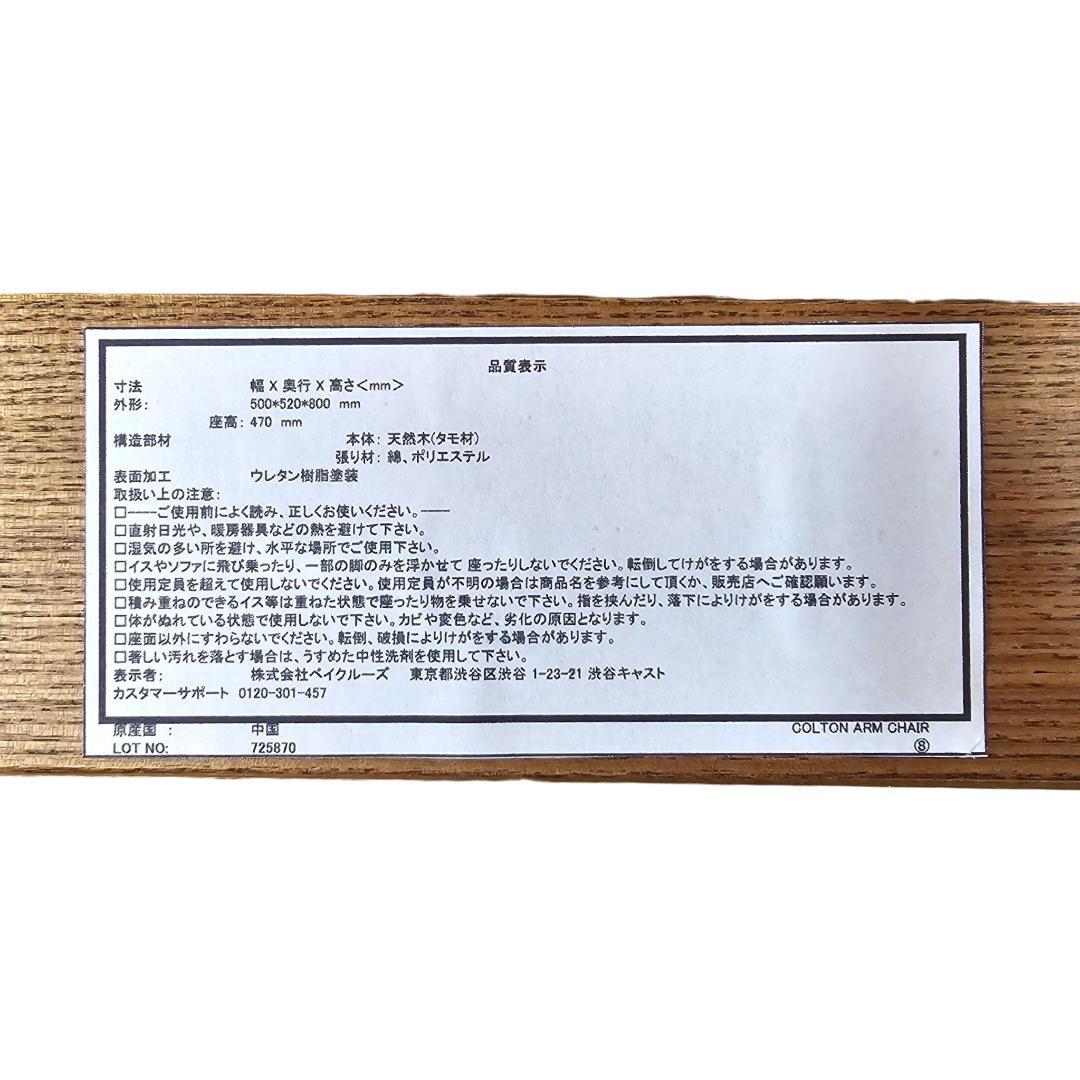 品質表示
寸法 幅 X 奥行 X 高さ<mm>
外形: 500*520*800 mm
座高: 470 mm
構造部材 本体: 天然木(タモ材)
張り材: 綿、ポリエステル
表面加工 ウレタン樹脂塗装
取扱い上の注意:
□----ご使用前によく読み、正しくお使いください。----
□直射日光や、暖房器具などの熱を避けて下さい。
□湿気の多い所を避け、水平な場所でご使用下さい。
□イスやソファに飛び乗ったり、一部の脚のみを浮かせて 座ったりしないでください。転倒してけがをする場合があります。
□使用定員を超えて使用しないでください。使用定員が不明の場合は商品名を参考にして頂くか、販売店へご確認願います。
□積み重ねのできるイス等は重ねた状態で座ったり物を乗せないで下さい。指を挟んだり、落下によりけがをする場合があります。
□体がぬれている状態で使用しないで下さい。カビや変色など、劣化の原因となります。
□座面以外にすわらないでください。転倒、破損によりけがをする場合があります。
□著しい汚れを落とす場合は、うすめた中性洗剤を使用して下さい。
表示者: 株式会社ベイクルーズ 東京都渋谷区渋谷 1-23-21 渋谷キャスト
カスタマーサポート 0120-301-457
原産国 : 中国 COLTON ARM CHAIR
LOT NO: 725870 Ⓢ